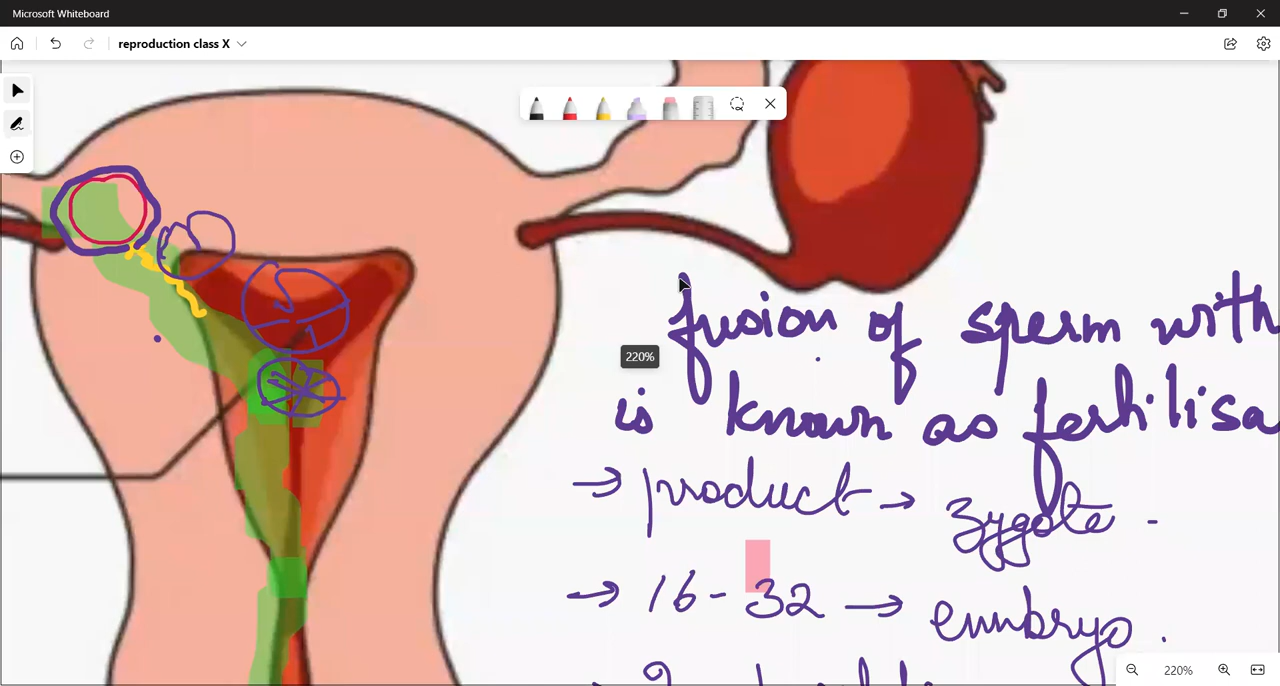 Microsoft Whiteboard
reproduction class X
fusion of sperm with
220%
is known as fertilisa
→ product → zygote -
→ 16-32 → embryo.
220%